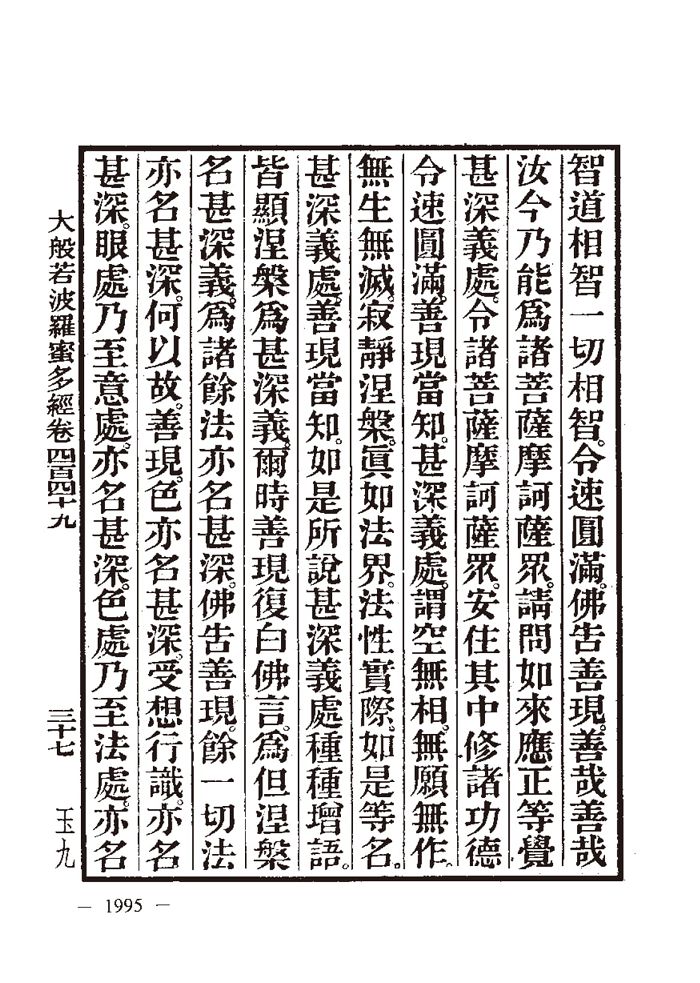 智道相智一切相智。令速圓滿。佛告善現。善哉善哉
汝今乃能爲諸菩薩摩訶薩眾。請問如來應正等覺
甚深義處。令諸菩薩摩訶薩眾。安住其中修諸功德
令速圓滿。善現當知。甚深義處。謂空無相。無願無作。
無生無滅。寂靜涅槃。眞如法界。法性實際。如是等名。
甚深義處。善現當知。如是所說甚深義處種種增語。
皆顯涅槃爲甚深義。爾時善現復白佛言。爲但涅槃
名甚深義。爲諸餘法亦名甚深。佛告善現。餘一切法
亦名甚深。何以故。善現。色亦名甚深。受想行識。亦名
甚深。眼處乃至意處。亦名甚深。色處乃至法處。亦名
大般若波羅蜜多經卷四百四十九
三十七
玉九
— 1995 —